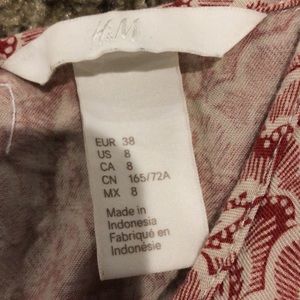 H&M
EUR 38
US 8
CA 8
CN 165/72A
MX 8
Made in
Indonesia
Fabriqué en
Indonésie